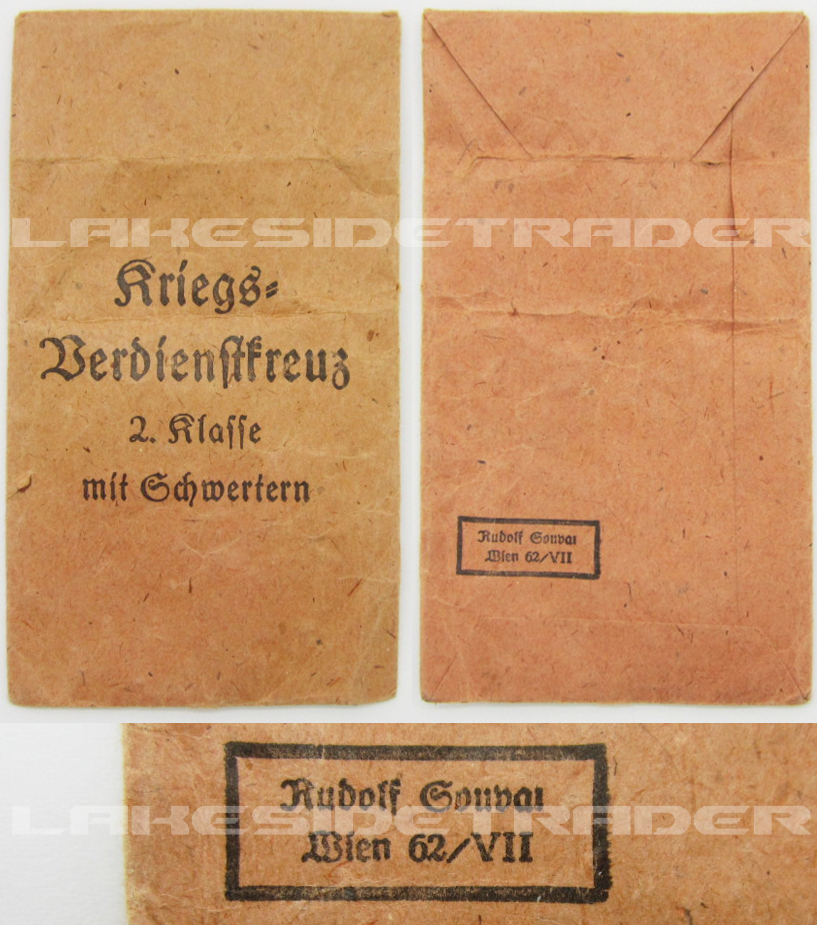 LAKESIDETRADER
Kriegs-
Verdienstkreuz
2. Klasse
mit Schwertern
Rudolf Souval
Wien 62/VII
Rudolf Souval
LAKESIDETRADER
Wien 62/VII